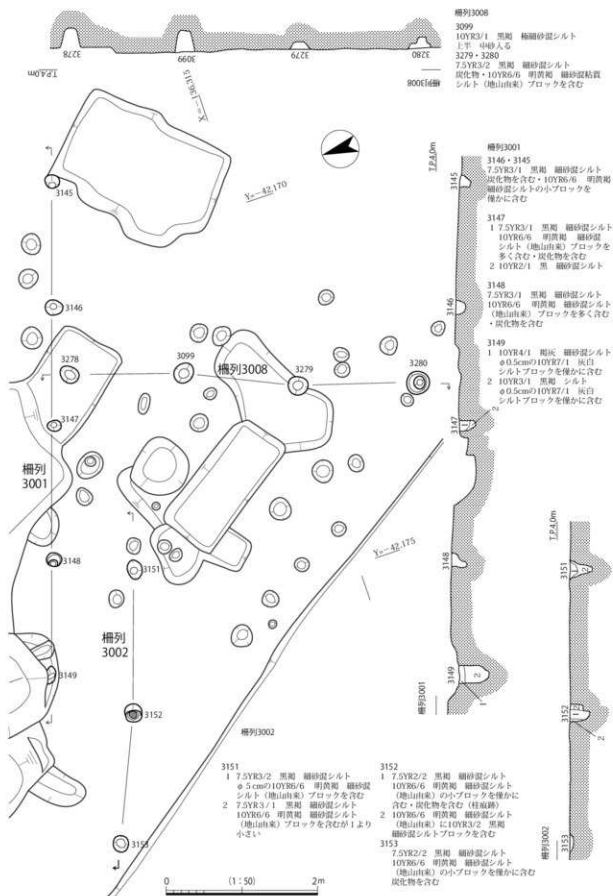 柵列3008
3099
10YR3/1 黒褐 極細砂混シルト
上半 中砂入る
3279・3280
7.5YR3/2 黒褐 細砂混シルト
炭化物・10YR6/6 明黄褐 細砂混粘質
シルト(地山由来)ブロックを含む
3278
3099
3279
3280
T.P.4.0m
柵列3008
X=-136,315
Y=-42,170
Y=-42,175
3145
3146
3278
3099
柵列3008
3279
3280
3147
柵列
3001
3148
3151
柵列
3002
3149
3152
3153
T.P.4.0m
3145
3146
3147
1
2
3148
3149
2
1
柵列3001
柵列3001
3146・3145
7.5YR3/1 黒褐 細砂混シルト
炭化物を含む・10YR6/6 明黄褐
細砂混シルトの小ブロックを
僅かに含む
3147
1 7.5YR3/1 黒褐 細砂混シルト
10YR6/6 明黄褐 細砂混
シルト(地山由来)ブロックを
多く含む・炭化物を含む
2 10YR2/1 黒 細砂混シルト
3148
7.5YR3/1 黒褐 細砂混シルト
10YR6/6 明黄褐 細砂混シルト
(地山由来) ブロックを多く含む
・炭化物を含む
3149
1 10YR4/1 褐灰 細砂混シルト
φ0.5cmの10YR7/1 灰白
シルトブロックを僅かに含む
2 10YR3/1 黒褐 シルト
φ0.5cmの10YR7/1 灰白
シルトブロックを僅かに含む
T.P.4.0m
3151
1
2
3152
2
1
2
3153
柵列3002
柵列3002
3151
1 7.5YR3/2 黒褐 細砂混シルト
φ5cmの10YR6/6 明黄褐 細砂混
シルト(地山由来)ブロックを含む
2 7.5YR3/1 黒褐 細砂混シルト
10YR6/6 明黄褐 細砂混シルト
(地山由来)ブロックを含むが1より
小さい
3152
1 7.5YR2/2 黒褐 細砂混シルト
10YR6/6 明黄褐 細砂混シルト
(地山由来)の小ブロックを僅かに
含む・炭化物を含む(柱痕跡)
2 10YR6/6 明黄褐 細砂混シルト
(地山由来)に10YR3/2 黒褐
細砂混シルトブロックを含む
3153
7.5YR2/2 黒褐 細砂混シルト
10YR6/6 明黄褐 細砂混シルト
(地山由来)の小ブロックを僅かに含む
炭化物を含む
0 (1:50) 2m